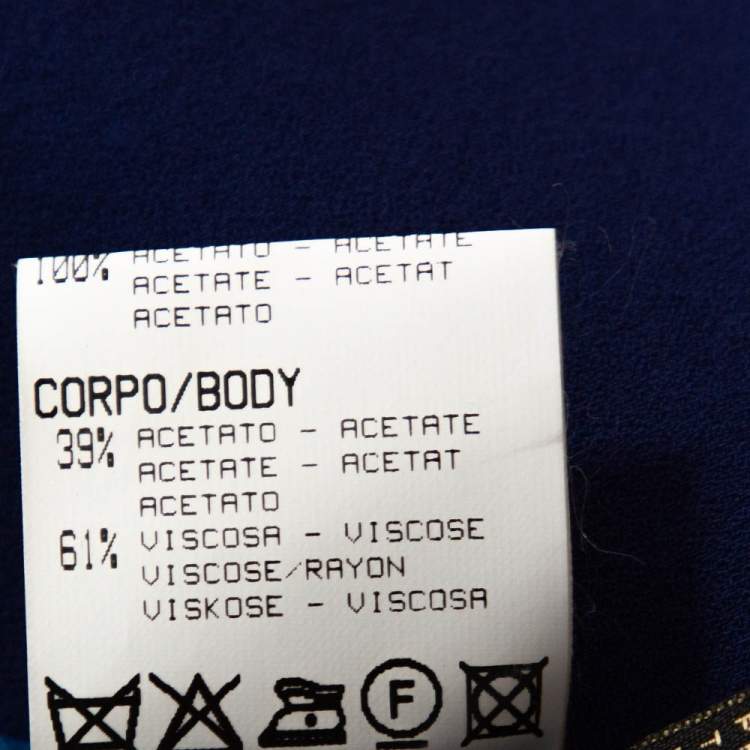 100% ACETATO - ACETATE
ACETATE - ACETAT
ACETATO
CORPO/BODY
39% ACETATO - ACETATE
ACETATE - ACETAT
ACETATO
61% VISCOSA - VISCOSE
VISCOSE/RAYON
VISKOSE - VISCOSA
F